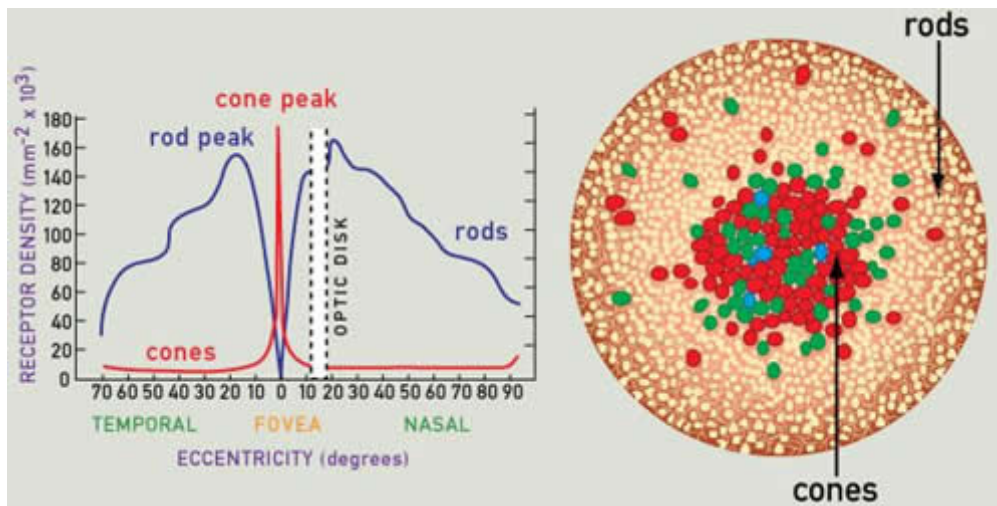 cone peak
rod peak
RECEPTOR DENSITY (mm⁻² x 10³)
180
160
140
120
100
80
60
40
20
0
rods
cones
OPTIC DISK
70 60 50 40 30 20 10 0 10 20 30 40 50 60 70 80 90
TEMPORAL FOVEA NASAL
ECCENTRICITY (degrees)
rods
cones